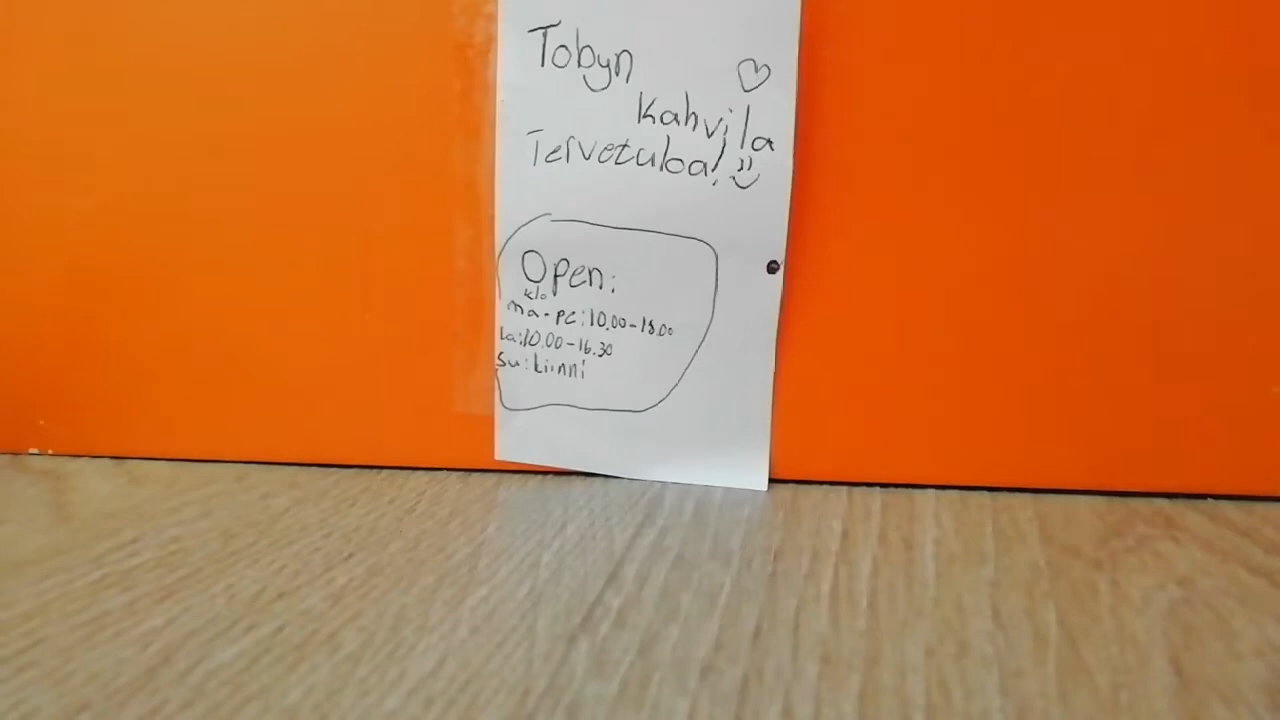 Tobyn
Kahvila
Tervetuloa!
Open:
klo
ma-pe:10.00-18.00
la:10.00-16.30
su:kiinni